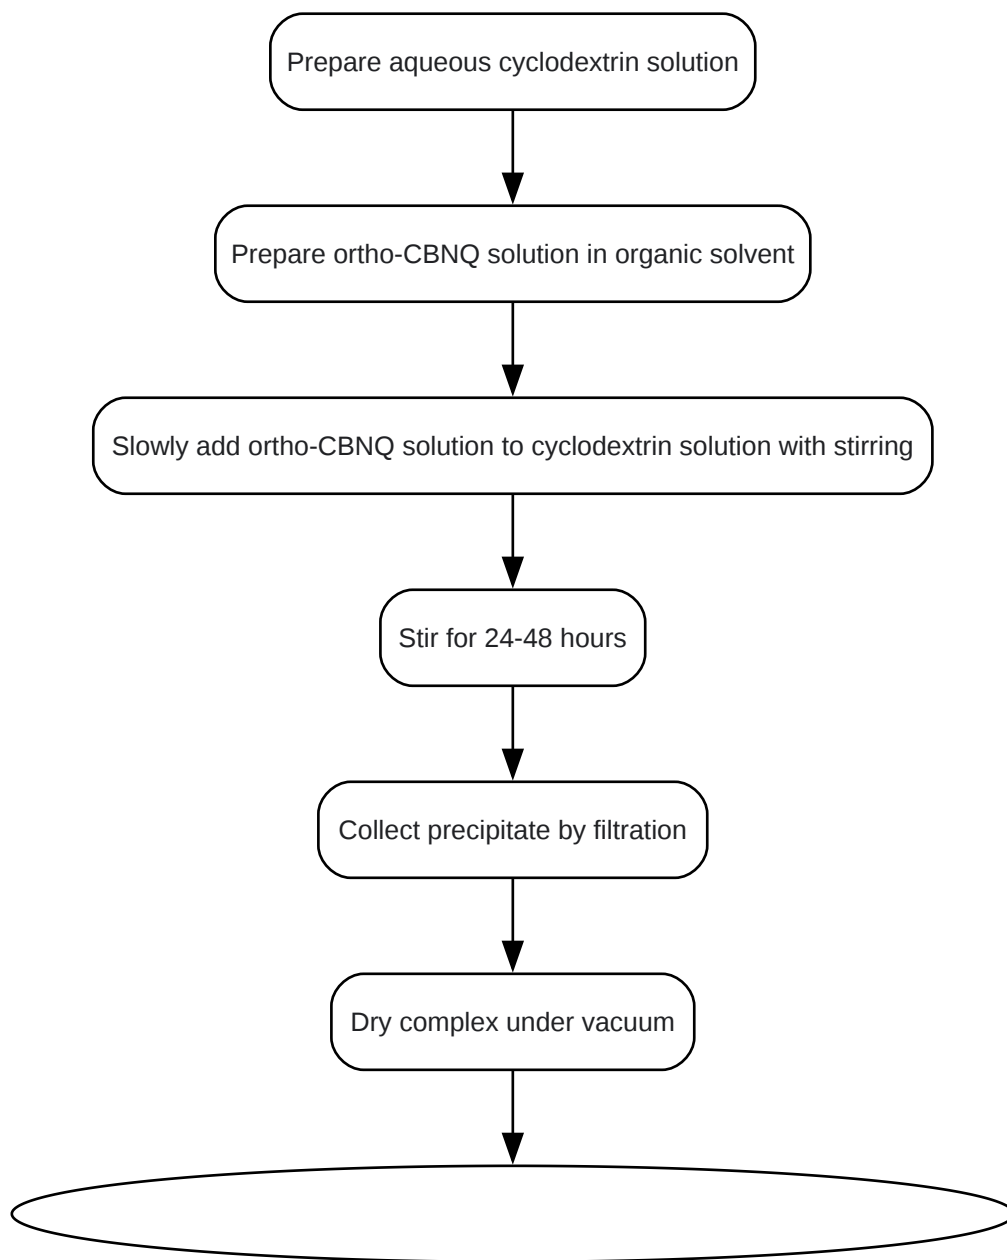 Prepare aqueous cyclodextrin solution
Prepare ortho-CBNQ solution in organic solvent
Slowly add ortho-CBNQ solution to cyclodextrin solution with stirring
Stir for 24-48 hours
Collect precipitate by filtration
Dry complex under vacuum